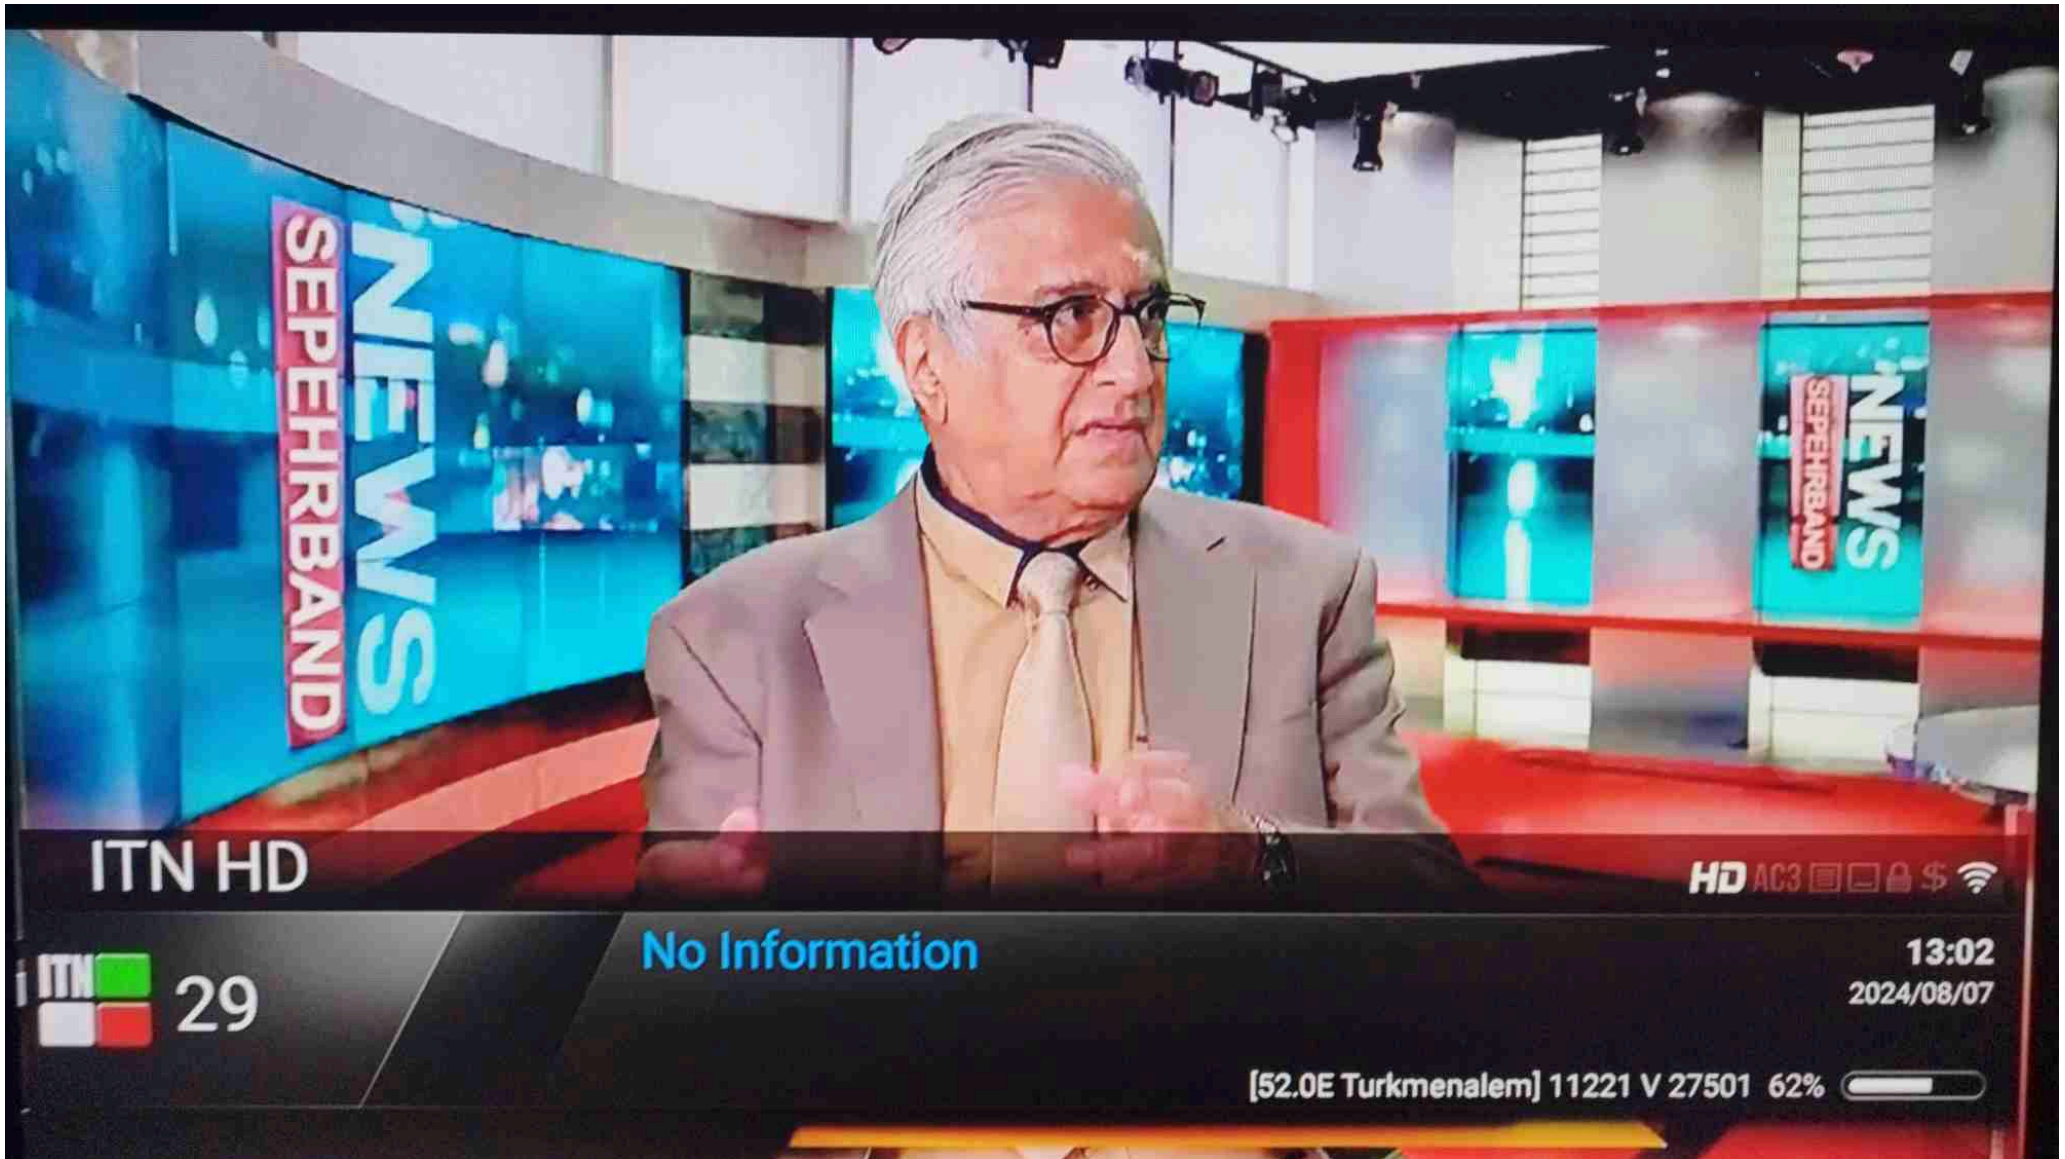 NEWS
SEPEHRBAND
NEWS
SEPEHRBAND
ITN HD
HD AC3 $
ITN
29
No Information
13:02
2024/08/07
[52.0E Turkmenalem] 11221 V 27501 62%